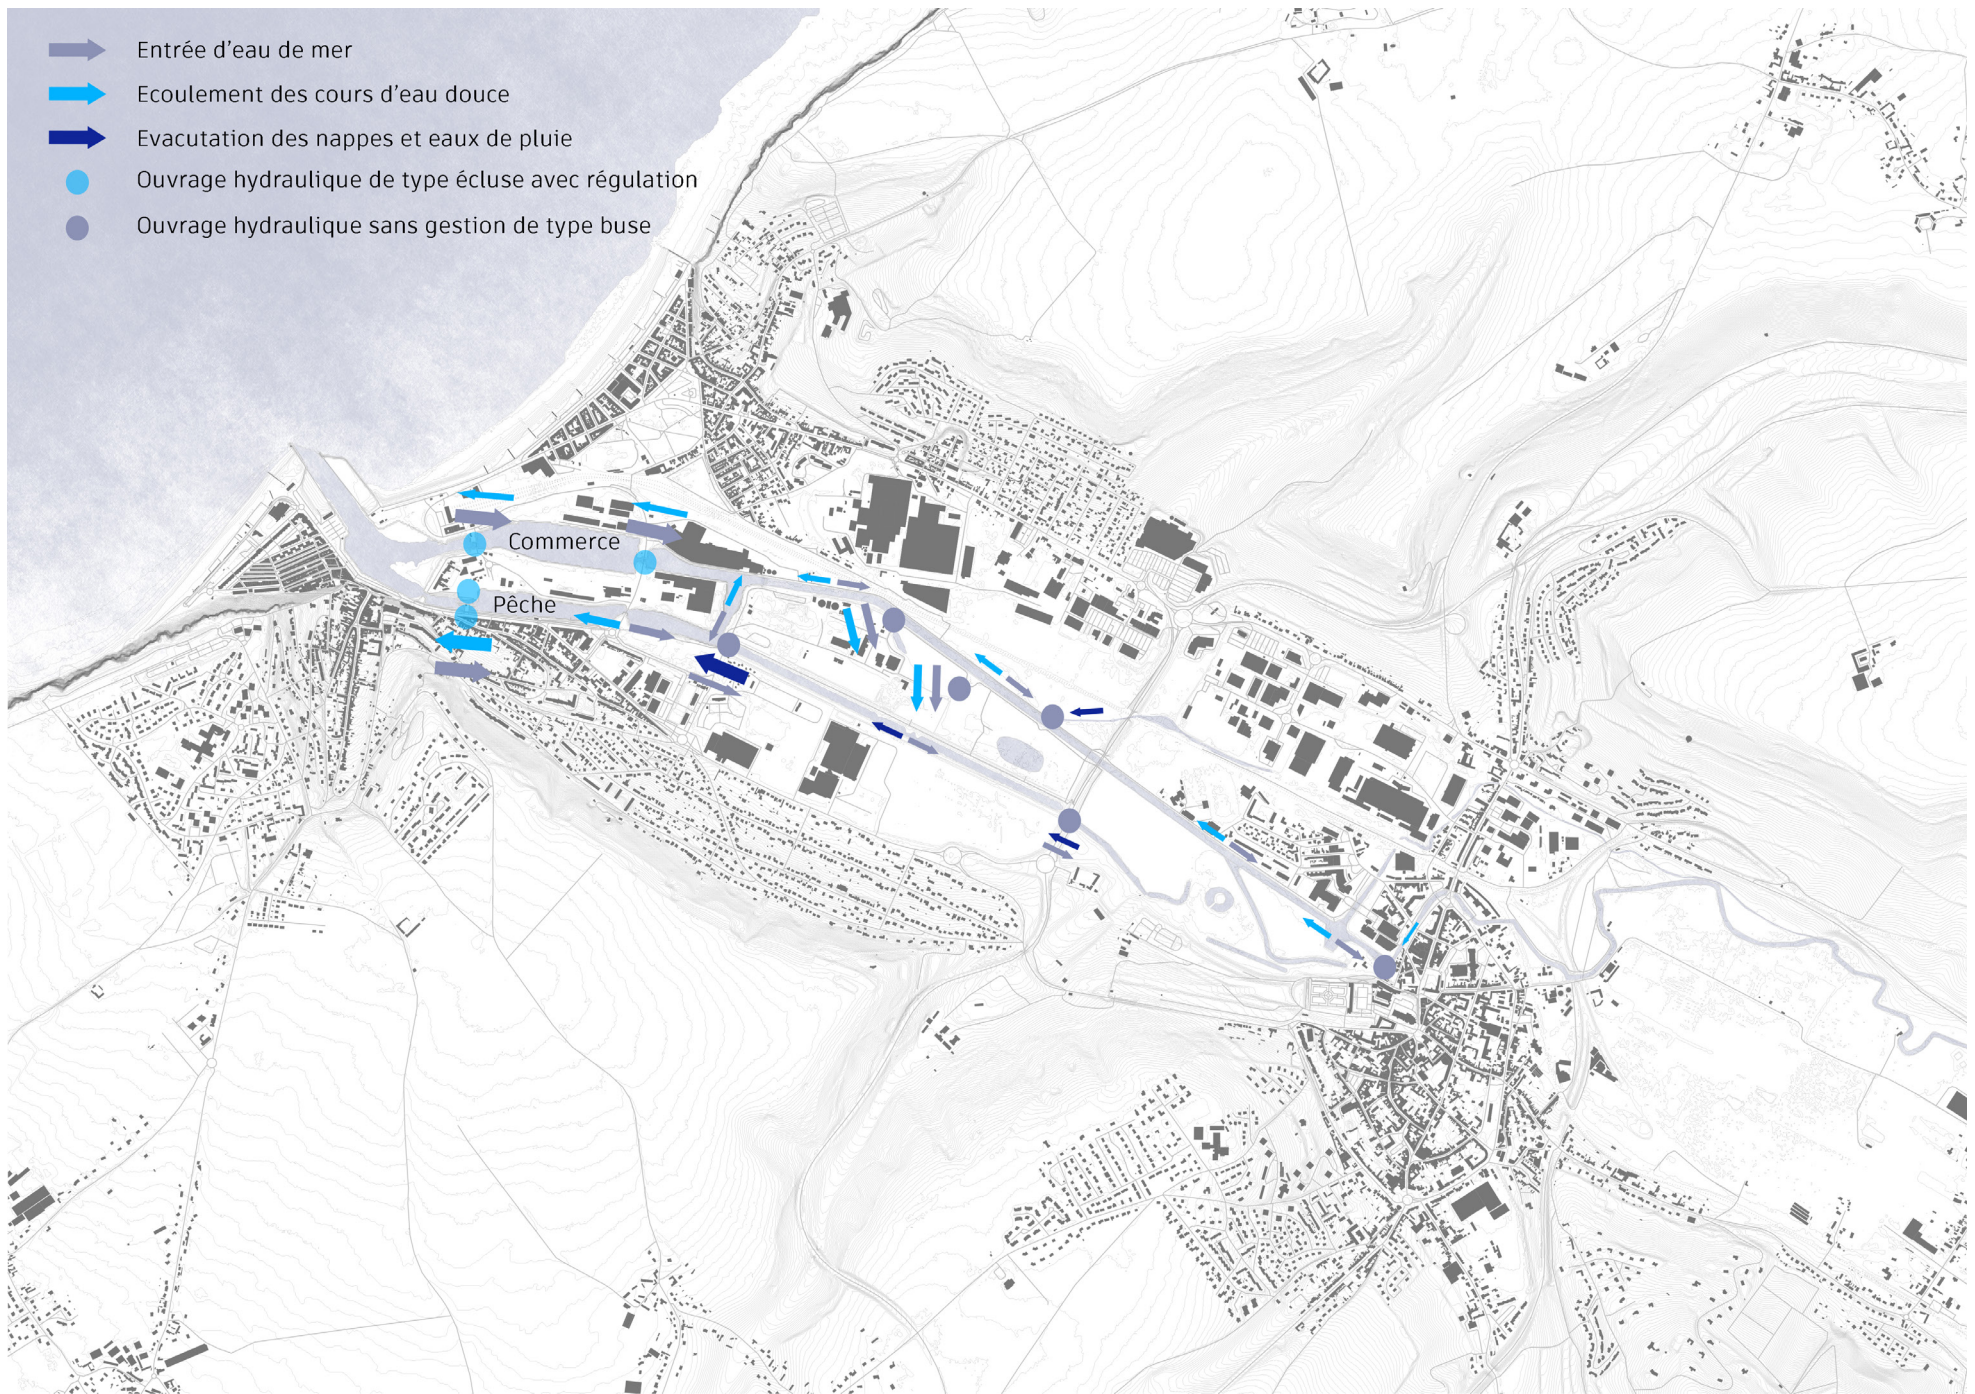 Entrée d'eau de mer
Ecoulement des cours d'eau douce
Evacutation des nappes et eaux de pluie
Ouvrage hydraulique de type écluse avec régulation
Ouvrage hydraulique sans gestion de type buse
Commerce
Pêche